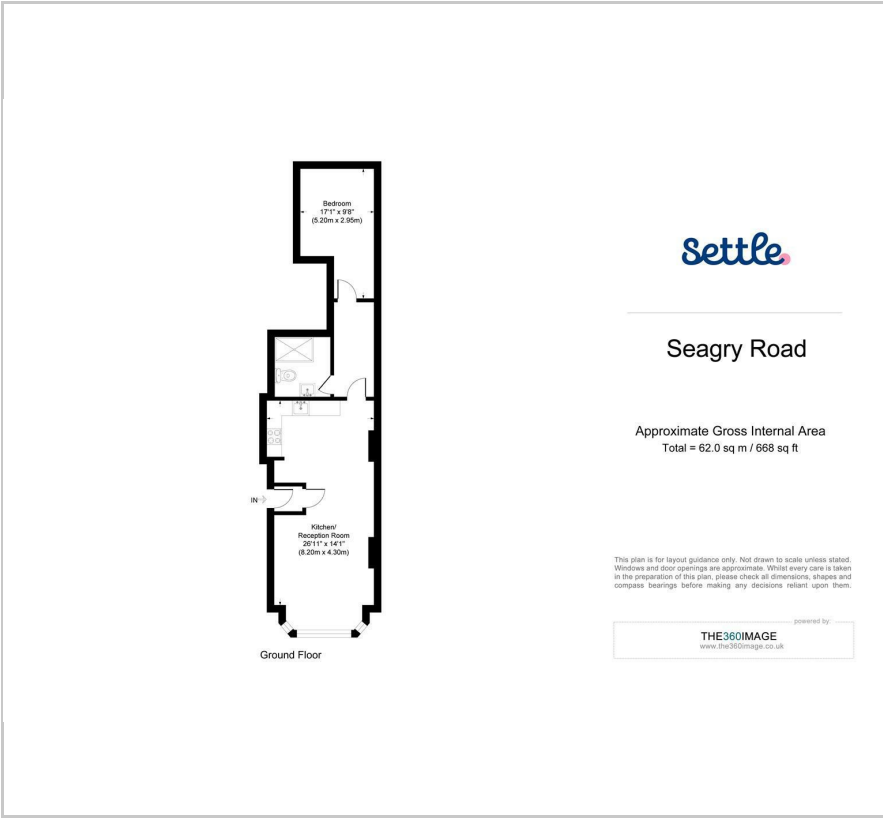 Bedroom
17'1" x 9'8"
(5.20m x 2.95m)
IN
Kitchen/
Reception Room
26'11" x 14'1"
(8.20m x 4.30m)
Ground Floor
Settle
Seagry Road
Approximate Gross Internal Area
Total = 62.0 sq m / 668 sq ft
This plan is for layout guidance only. Not drawn to scale unless stated.
Windows and door openings are approximate. Whilst every care is taken
in the preparation of this plan, please check all dimensions, shapes and
compass bearings before making any decisions reliant upon them.
powered by:
THE360IMAGE
www.the360image.co.uk